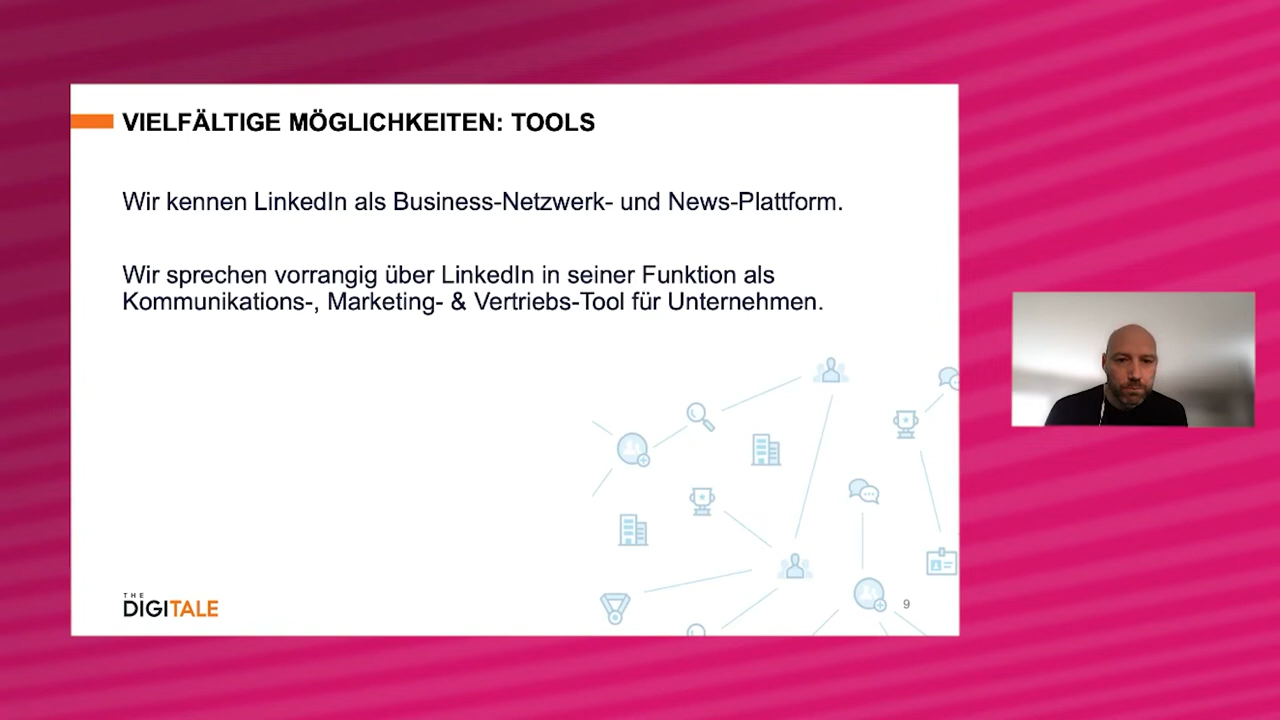 VIELFÄLTIGE MÖGLICHKEITEN: TOOLS
Wir kennen LinkedIn als Business-Netzwerk- und News-Plattform.
Wir sprechen vorrangig über LinkedIn in seiner Funktion als
Kommunikations-, Marketing- & Vertriebs-Tool für Unternehmen.
THE
DIGITALE
9